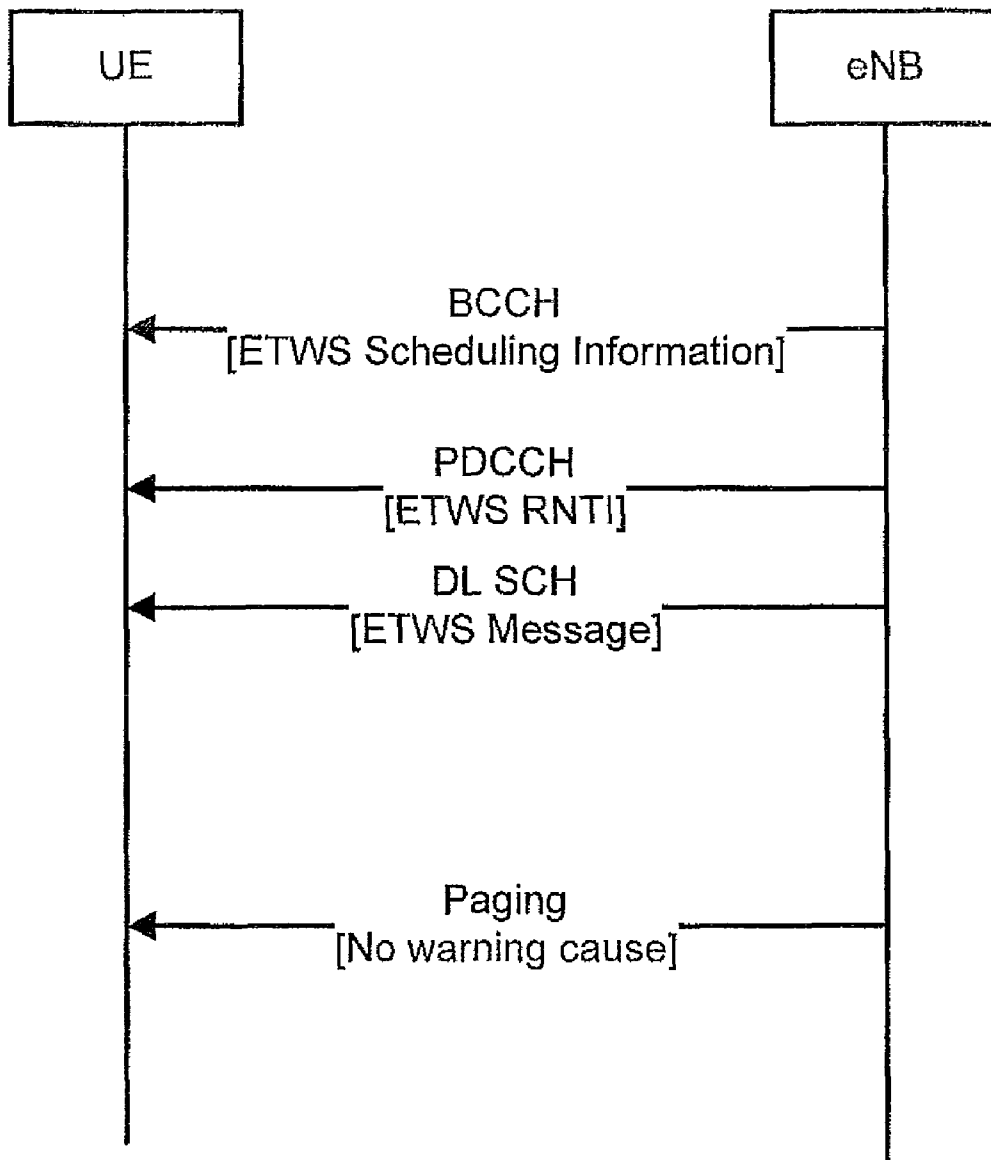 UE
eNB
BCCH
[ETWS Scheduling Information]
PDCCH
[ETWS RNTI]
DL SCH
[ETWS Message]
Paging
[No warning cause]